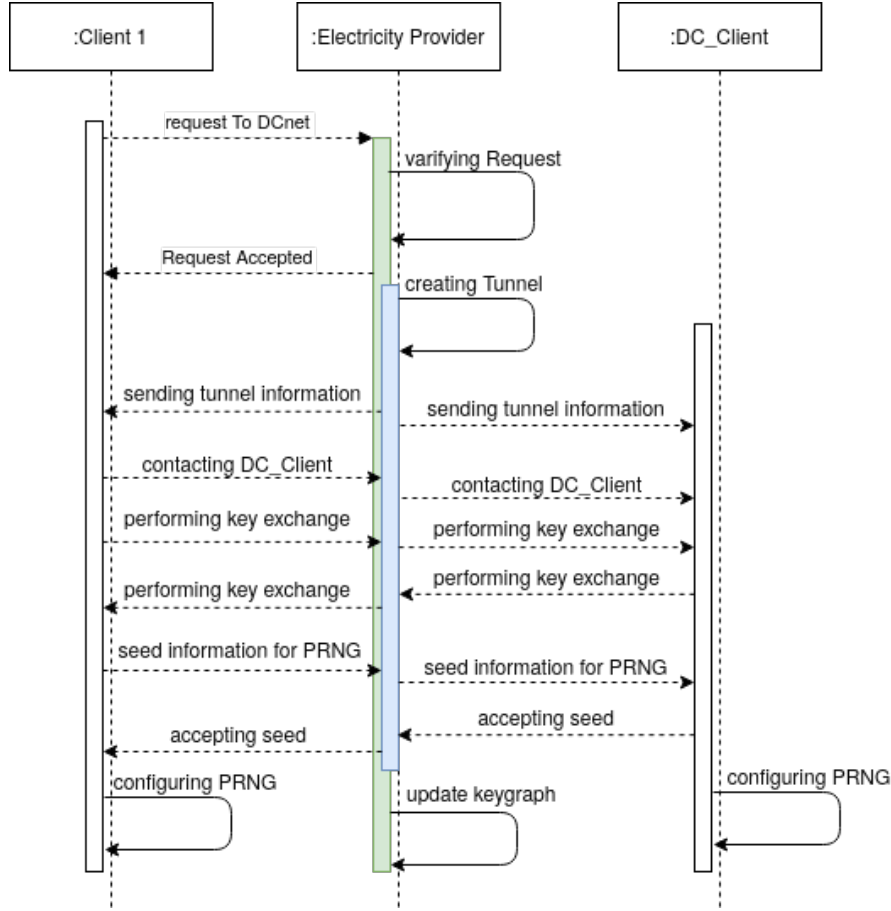 :Client 1
:Electricity Provider
:DC_Client
request To DCnet
varifying Request
Request Accepted
creating Tunnel
sending tunnel information
sending tunnel information
contacting DC_Client
contacting DC_Client
performing key exchange
performing key exchange
performing key exchange
performing key exchange
seed information for PRNG
seed information for PRNG
accepting seed
accepting seed
configuring PRNG
configuring PRNG
update keygraph